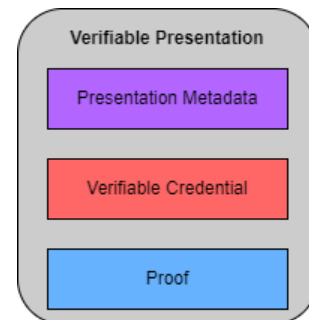 Verifiable Presentation
Presentation Metadata
Verifiable Credential
Proof